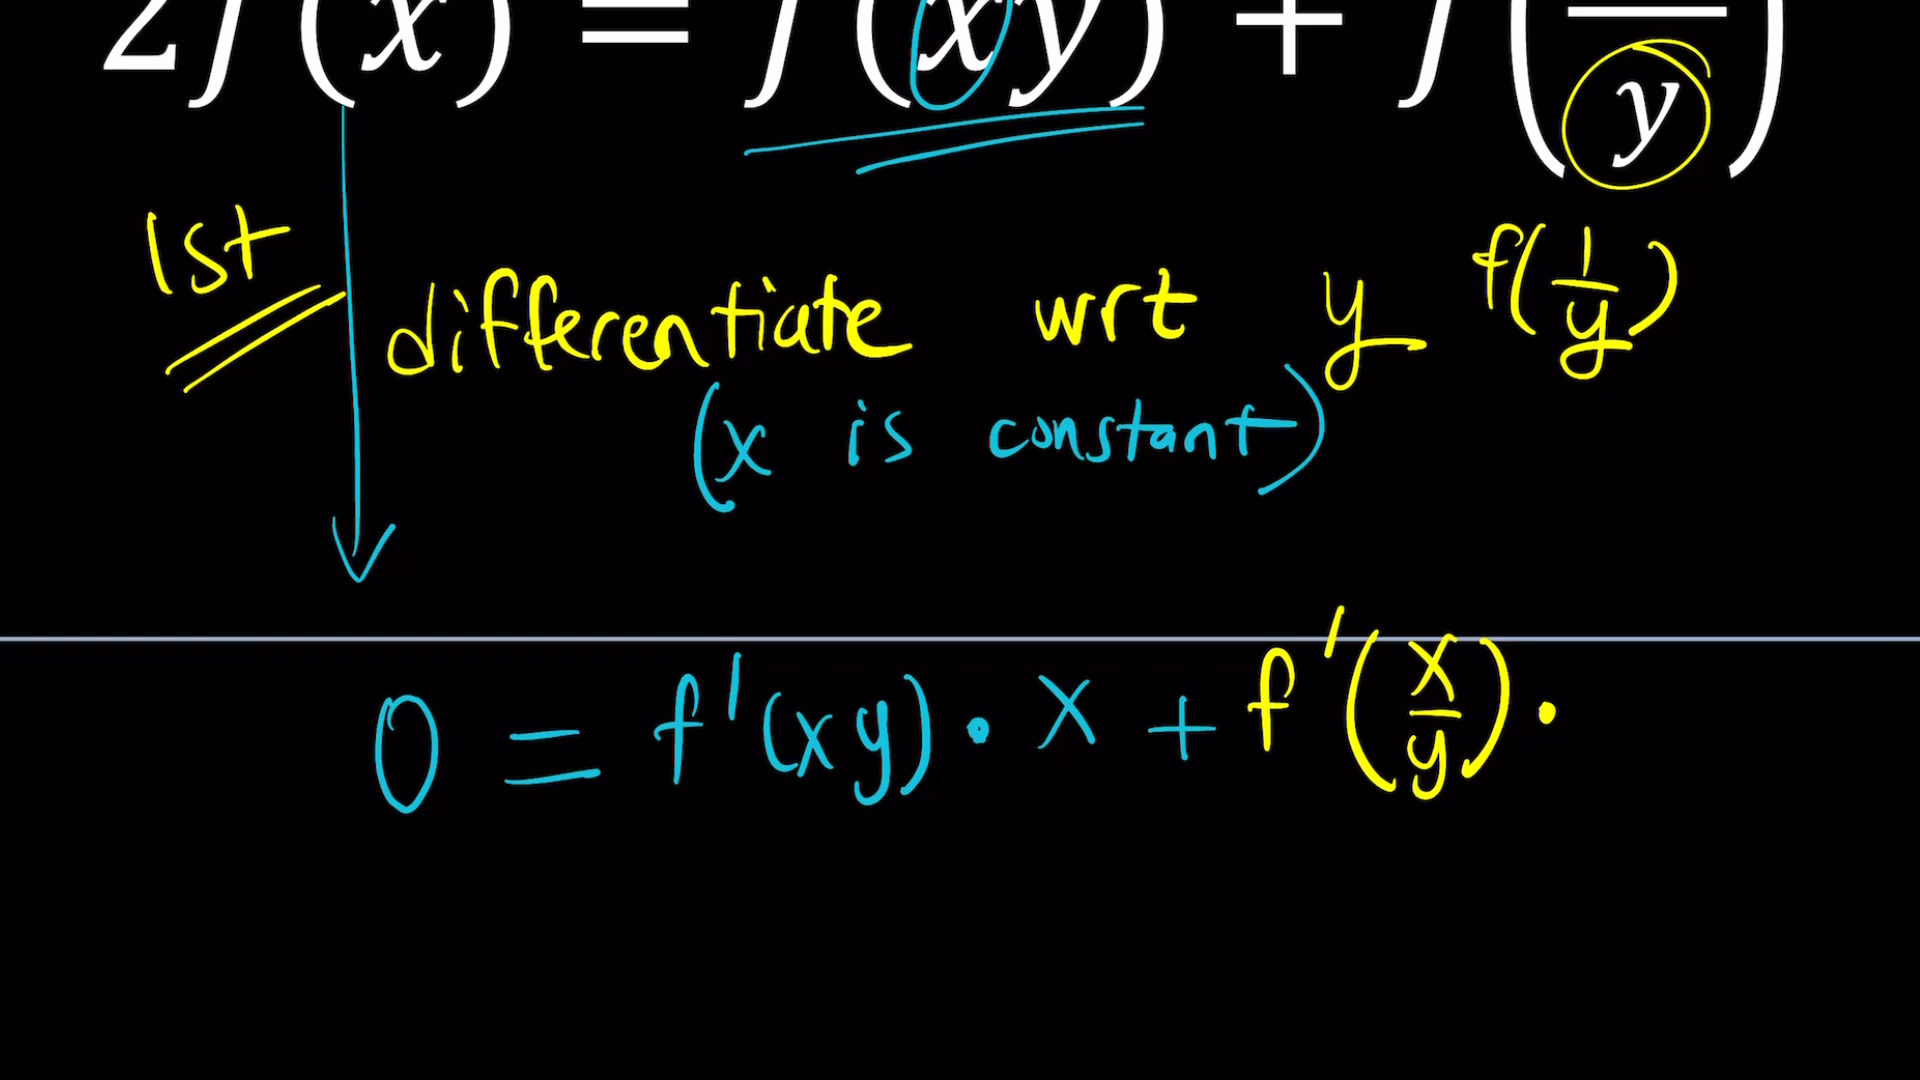 2f(x) = f(xy) + f( /y)
1st
differentiate wrt y f(1/y)
(x is constant)
0 = f'(xy) · x + f'(x/y) ·